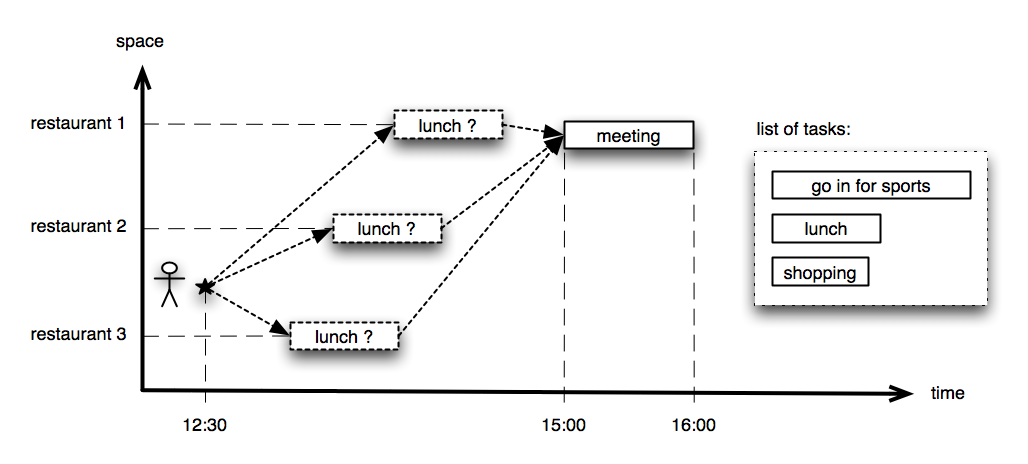 space
restaurant 1
lunch ?
meeting
restaurant 2
lunch ?
restaurant 3
lunch ?
time
12:30
15:00
16:00
list of tasks:
go in for sports
lunch
shopping